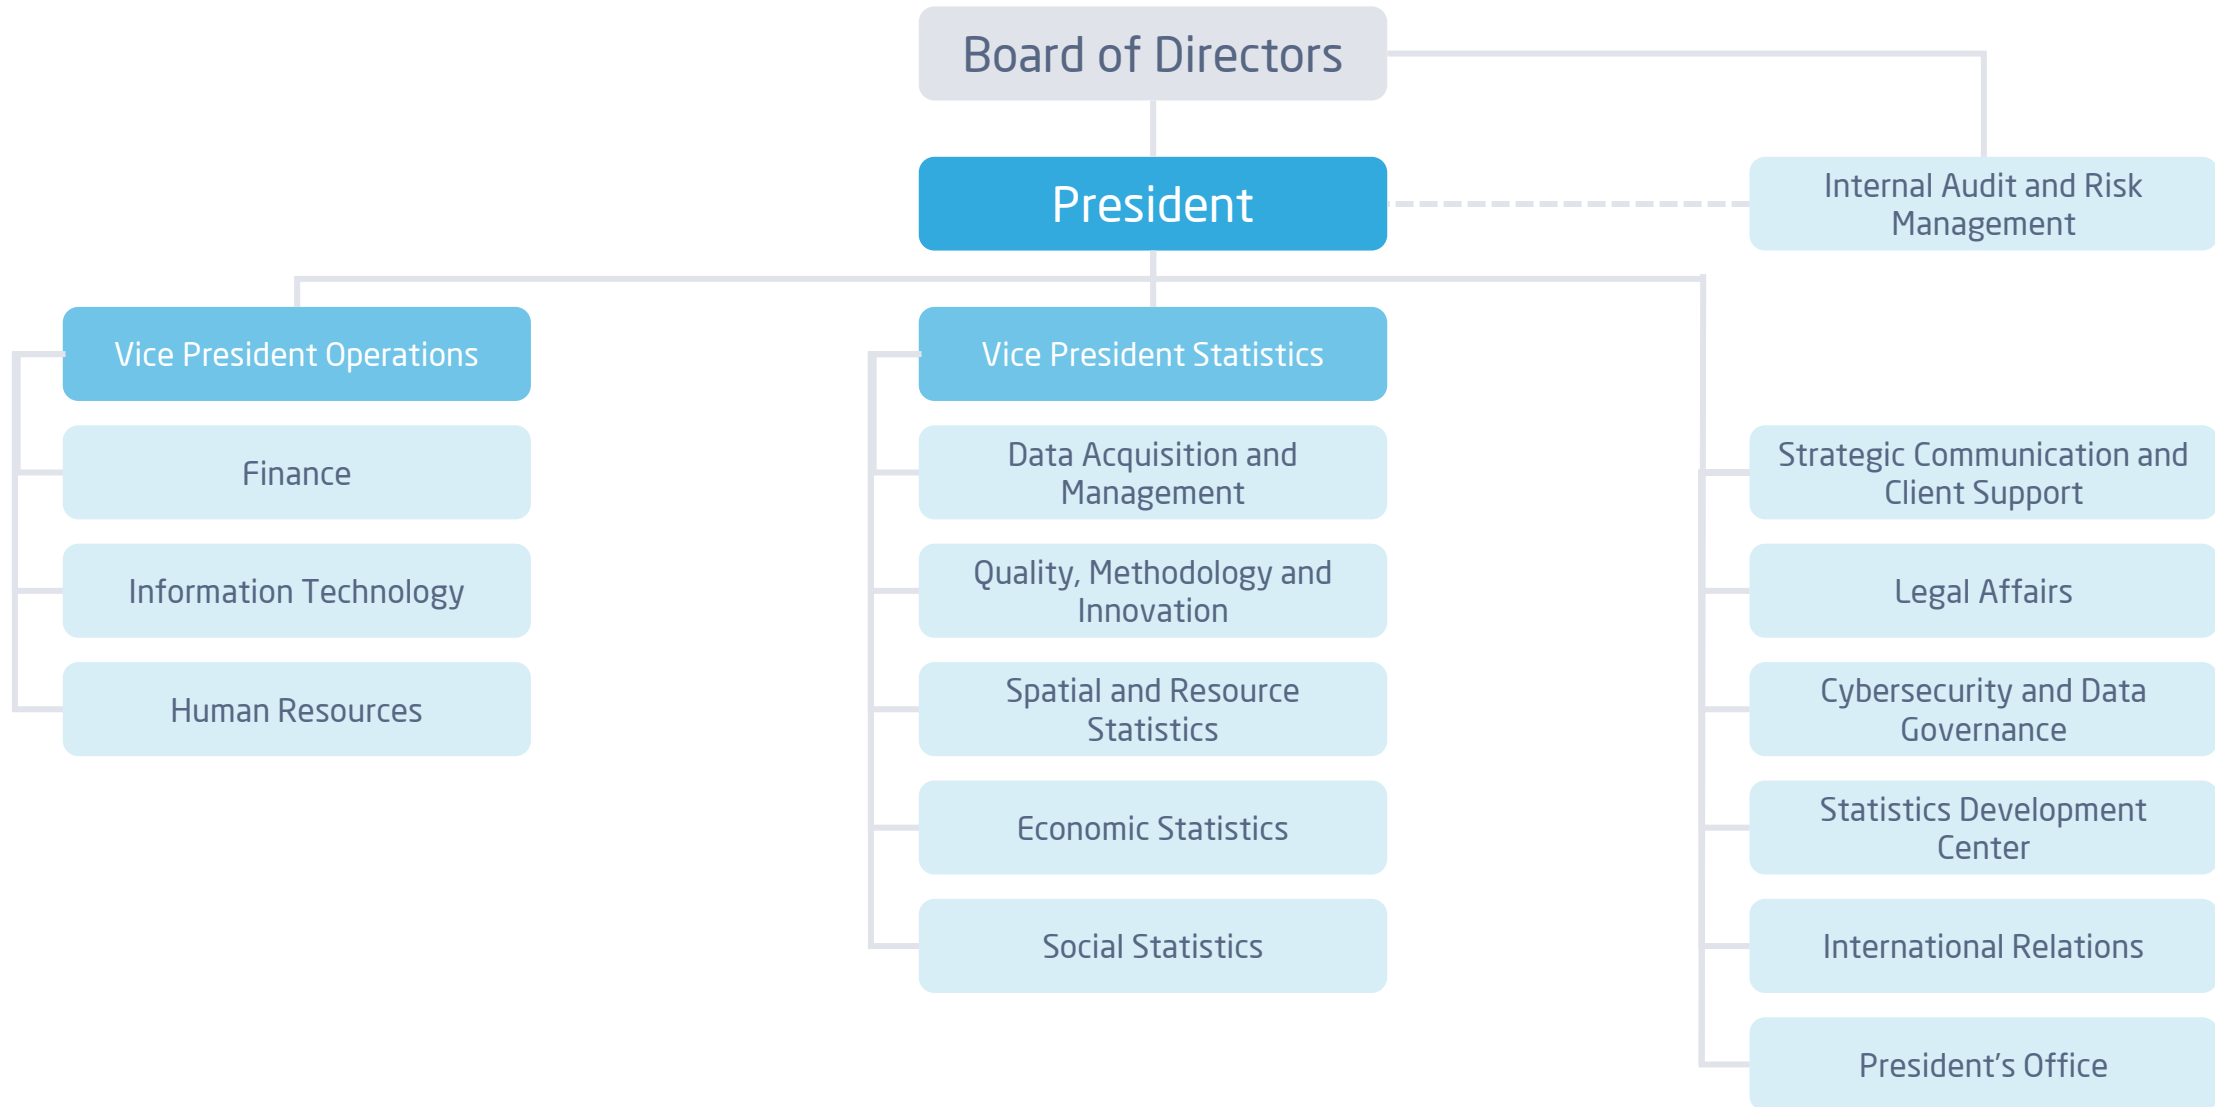 Board of Directors
President
Internal Audit and Risk
Management
Vice President Operations
Finance
Information Technology
Human Resources
Vice President Statistics
Data Acquisition and
Management
Quality, Methodology and
Innovation
Spatial and Resource
Statistics
Economic Statistics
Social Statistics
Strategic Communication and
Client Support
Legal Affairs
Cybersecurity and Data
Governance
Statistics Development
Center
International Relations
President’s Office